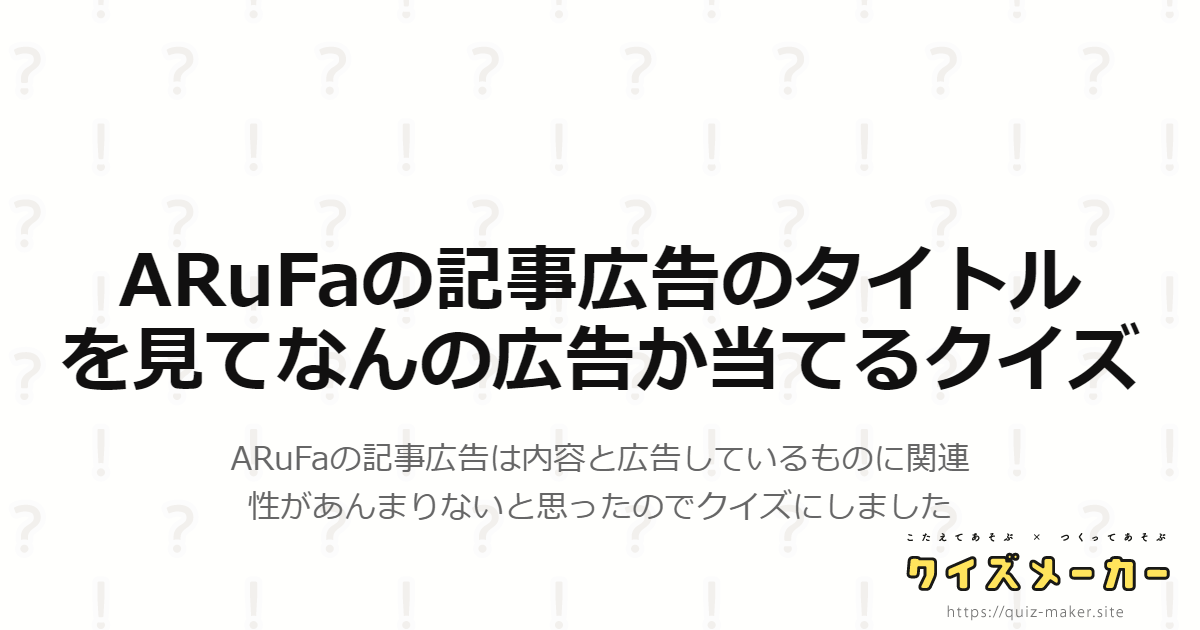 ARuFaの記事広告のタイトル
を見てなんの広告か当てるクイズ
ARuFaの記事広告は内容と広告しているものに関連
性があんまりないと思ったのでクイズにしました
こたえてあそぶ × つくってあそぶ
クイズメーカー
https://quiz-maker.site